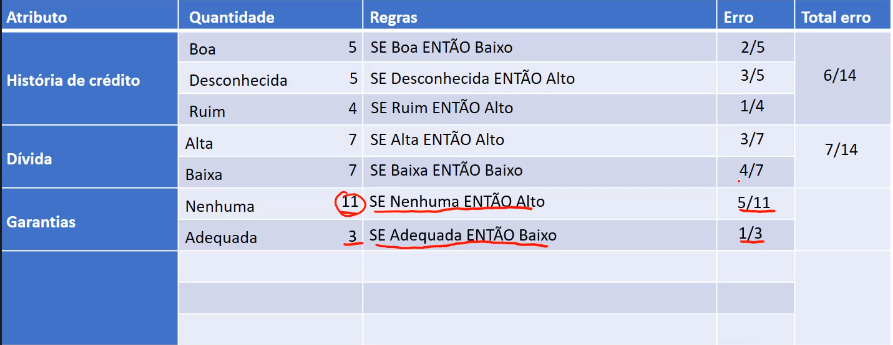 Atributo Quantidade Regras Erro Total erro
História de crédito Boa 5 SE Boa ENTÃO Baixo 2/5 6/14
Desconhecida 5 SE Desconhecida ENTÃO Alto 3/5
Ruim 4 SE Ruim ENTÃO Alto 1/4
Dívida Alta 7 SE Alta ENTÃO Alto 3/7 7/14
Baixa 7 SE Baixa ENTÃO Baixo 4/7
Garantias Nenhuma 11 SE Nenhuma ENTÃO Alto 5/11
Adequada 3 SE Adequada ENTÃO Baixo 1/3